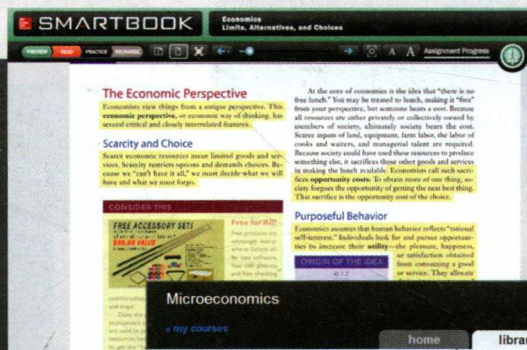 SMARTBOOK
Economics
Limits, Alternatives, and Choices
PREVIEW READ PRACTICE RECHARGE
A A Assignment Progress
The Economic Perspective
Economists view things from a unique perspective. This
economic perspective, or economic way of thinking, has
several critical and closely interrelated features.
Scarcity and Choice
Scarce economic resources mean limited goods and ser-
vices. Scarcity restricts options and demands choices. Be-
cause we "can't have it all," we must decide what we will
have and what we must forgo.
CONSIDER THIS
FREE ACCESSORY SET!
$99.00 VALUE
Free for All?
Free products are
At the core of economics is the idea that "there is no
free lunch." You may be treated to lunch, making it "free"
from your perspective, but someone bears a cost. Because
all resources are either privately or collectively owned by
members of society, ultimately society bears the cost.
Scarce inputs of land, equipment, farm labor, the labor of
cooks and waiters, and managerial talent are required.
Because society could have used these resources to produce
something else, it sacrifices those other goods and services
in making the lunch available. Economists call such sacri-
fices opportunity costs: To obtain more of one thing, so-
ciety forgoes the opportunity of getting the next best thing.
That sacrifice is the opportunity cost of the choice.
Purposeful Behavior
Economics assumes that human behavior reflects "rational
self-interest." Individuals look for and pursue opportuni-
ties to increase their utility—the pleasure, happiness,
ORIGIN OF THE IDEA
or satisfaction obtained
from consuming a good
or service. They allocate
Microeconomics
« my courses
home
librar